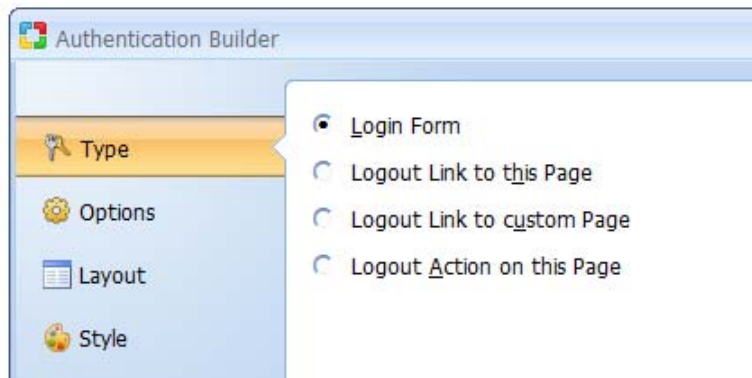 Authentication Builder
Type
Options
Layout
Style
Login Form
Logout Link to this Page
Logout Link to custom Page
Logout Action on this Page